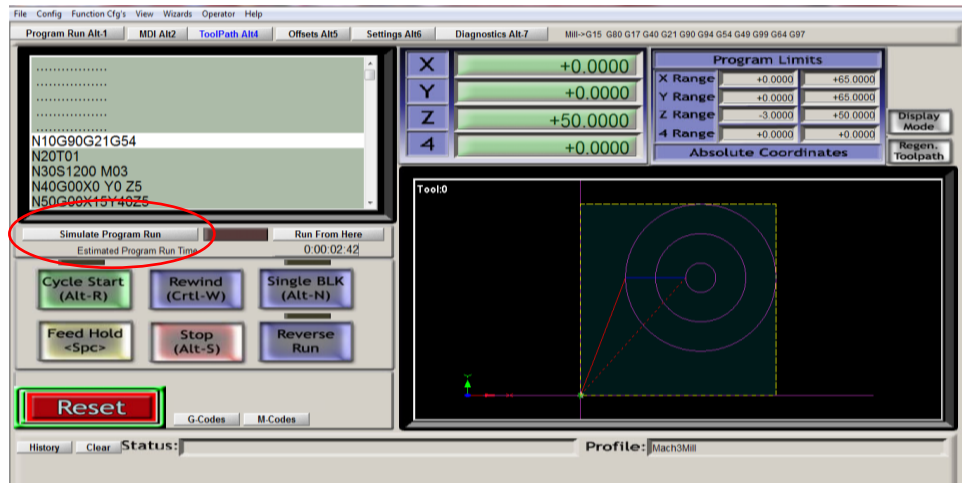 File Config Function Cfg's View Wizards Operator Help
Program Run Alt-1 MDI Alt2 ToolPath Alt4 Offsets Alt5 Settings Alt6 Diagnostics Alt-7 Mill->G15 G80 G17 G40 G21 G90 G94 G54 G49 G99 G64 G97
.................
.................
.................
.................
.................
N10G90G21G54
N20T01
N30S1200 M03
N40G00X0 Y0 Z5
N50G00X15Y40Z5
Simulate Program Run Run From Here
Estimated Program Run Time 0:00:02:42
Cycle Start
(Alt-R)
Rewind
(Crtl-W)
Single BLK
(Alt-N)
Feed Hold
<Spc>
Stop
(Alt-S)
Reverse
Run
Reset
G-Codes M-Codes
X +0.0000
Y +0.0000
Z +50.0000
4 +0.0000
Program Limits
X Range +0.0000 +65.0000
Y Range +0.0000 +65.0000
Z Range -3.0000 +50.0000
4 Range +0.0000 +0.0000
Absolute Coordinates
Display
Mode
Regen.
Toolpath
Tool:0
History Clear Status: Profile: Mach3Mill